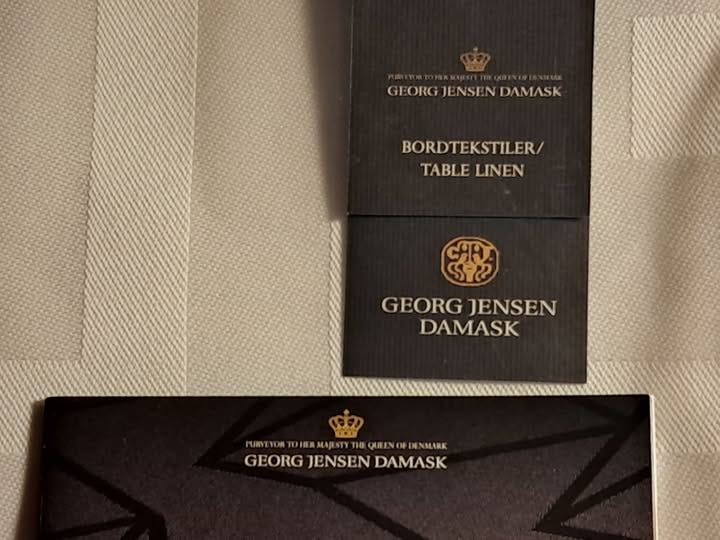 PURVEYOR TO HER MAJESTY THE QUEEN OF DENMARK
GEORG JENSEN DAMASK
BORDTEKSTILER/
TABLE LINEN
GEORG JENSEN
DAMASK
PURVEYOR TO HER MAJESTY THE QUEEN OF DENMARK
GEORG JENSEN DAMASK